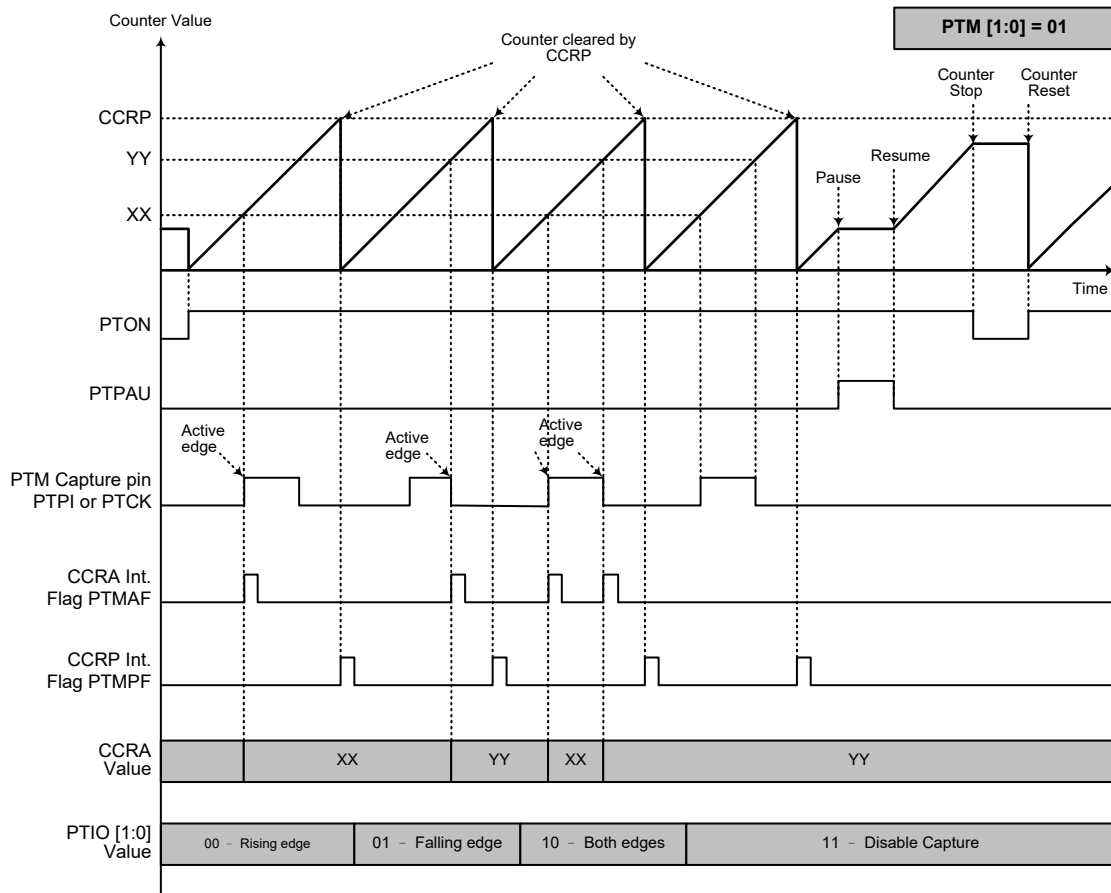 Counter Value
PTM [1:0] = 01
Counter cleared by
CCRP
Counter
Stop
Counter
Reset
CCRP
YY
Resume
Pause
XX
Time
PTON
PTPAU
Active
edge
Active
edge
Active
edge
PTM Capture pin
PTPI or PTCK
CCRA Int.
Flag PTMAF
CCRP Int.
Flag PTMPF
CCRA
Value
XX
YY
XX
YY
PTIO [1:0]
Value
00 – Rising edge
01 – Falling edge
10 – Both edges
11 – Disable Capture